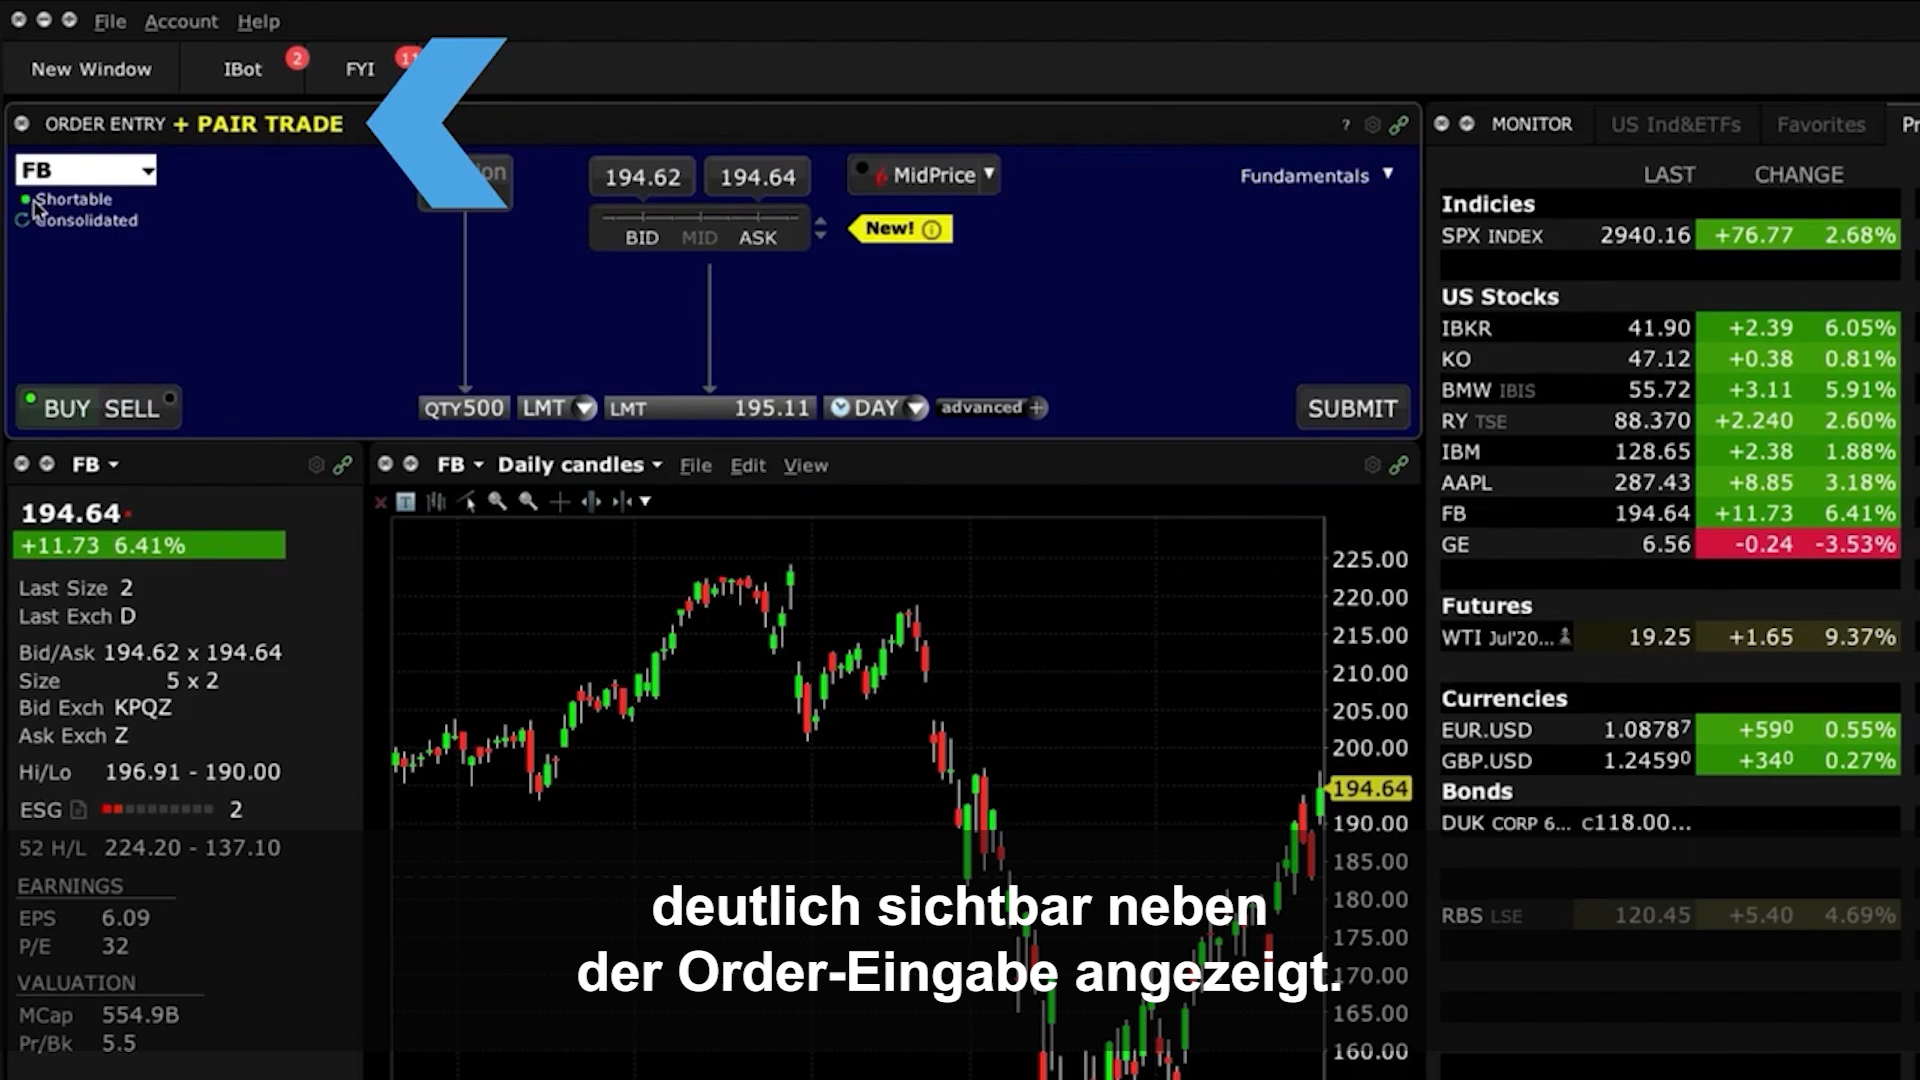 File Account Help
New Window IBot 2 FYI 11
ORDER ENTRY + PAIR TRADE ?
FB
Shortable
Consolidated
194.62 194.64 MidPrice Fundamentals
BID MID ASK New!
BUY SELL QTY 500 LMT LMT 195.11 DAY advanced + SUBMIT
FB
194.64
+11.73 6.41%
Last Size 2
Last Exch D
Bid/Ask 194.62 x 194.64
Size 5 x 2
Bid Exch KPQZ
Ask Exch Z
Hi/Lo 196.91 - 190.00
ESG 2
52 H/L 224.20 - 137.10
EARNINGS
EPS 6.09
P/E 32
VALUATION
MCap 554.9B
Pr/Bk 5.5
FB Daily candles File Edit View
225.00
220.00
215.00
210.00
205.00
200.00
194.64
190.00
185.00
180.00
175.00
170.00
165.00
160.00
MONITOR US Ind&ETFs Favorites
LAST CHANGE
Indicies
SPX INDEX 2940.16 +76.77 2.68%
US Stocks
IBKR 41.90 +2.39 6.05%
KO 47.12 +0.38 0.81%
BMW IBIS 55.72 +3.11 5.91%
RY TSE 88.370 +2.240 2.60%
IBM 128.65 +2.38 1.88%
AAPL 287.43 +8.85 3.18%
FB 194.64 +11.73 6.41%
GE 6.56 -0.24 -3.53%
Futures
WTI Jul'20... 19.25 +1.65 9.37%
Currencies
EUR.USD 1.08787 +590 0.55%
GBP.USD 1.24590 +340 0.27%
Bonds
DUK CORP 6... C118.00...
RBS LSE 120.45 +5.40 4.69%
deutlich sichtbar neben
der Order-Eingabe angezeigt.